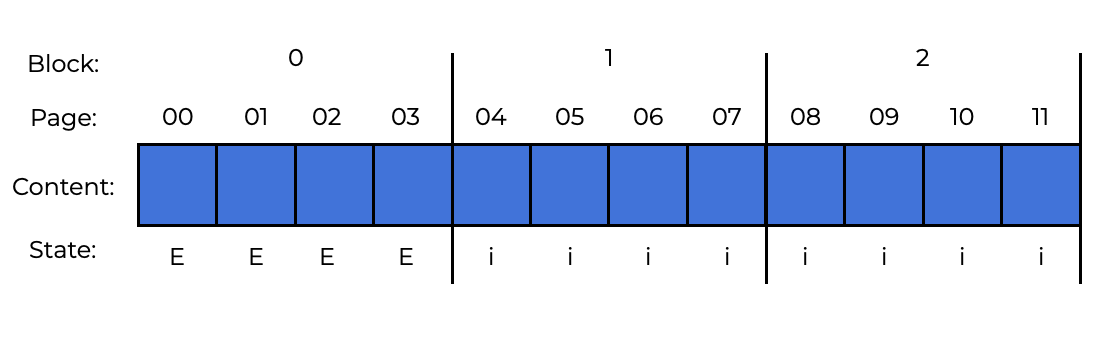 Block: 0 1 2
Page: 00 01 02 03 04 05 06 07 08 09 10 11
Content:
State: E E E E i i i i i i i i